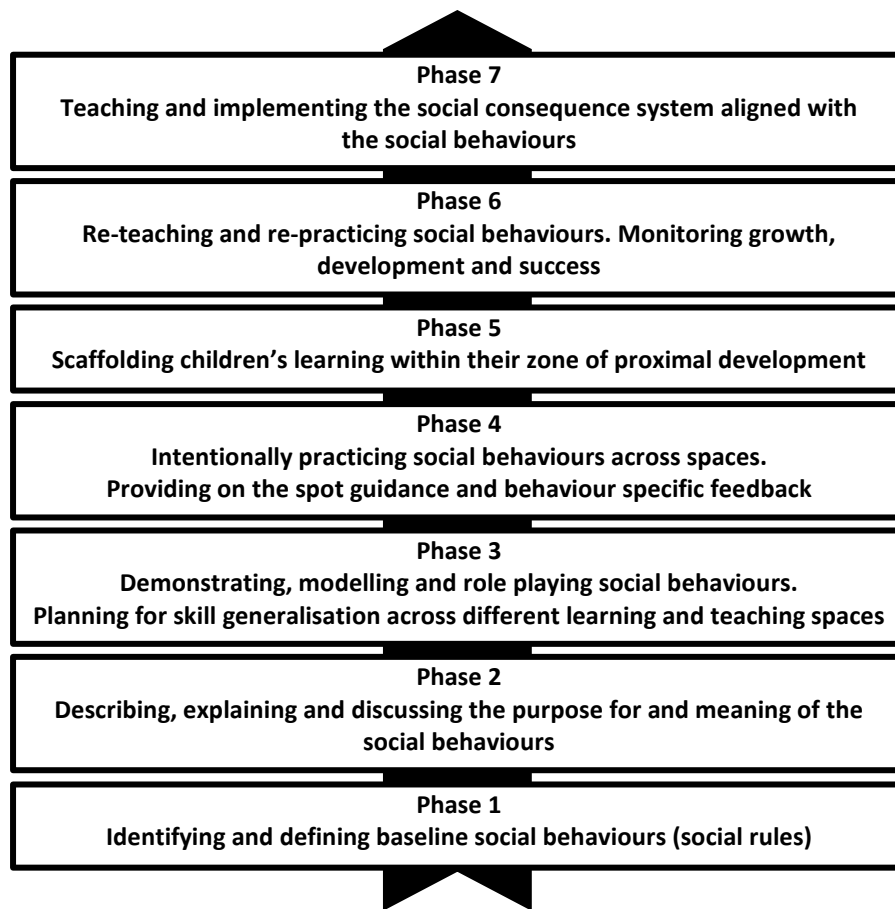 Phase 7
Teaching and implementing the social consequence system aligned with
the social behaviours
Phase 6
Re-teaching and re-practicing social behaviours. Monitoring growth,
development and success
Phase 5
Scaffolding children’s learning within their zone of proximal development
Phase 4
Intentionally practicing social behaviours across spaces.
Providing on the spot guidance and behaviour specific feedback
Phase 3
Demonstrating, modelling and role playing social behaviours.
Planning for skill generalisation across different learning and teaching spaces
Phase 2
Describing, explaining and discussing the purpose for and meaning of the
social behaviours
Phase 1
Identifying and defining baseline social behaviours (social rules)